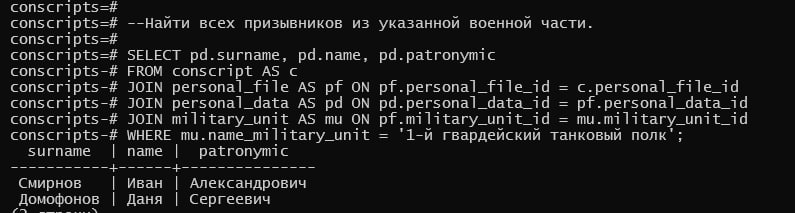 conscripts=#
conscripts=# --Найти всех призывников из указанной военной части.
conscripts=#
conscripts=# SELECT pd.surname, pd.name, pd.patronymic
conscripts-# FROM conscript AS c
conscripts-# JOIN personal_file AS pf ON pf.personal_file_id = c.personal_file_id
conscripts-# JOIN personal_data AS pd ON pd.personal_data_id = pf.personal_data_id
conscripts-# JOIN military_unit AS mu ON pf.military_unit_id = mu.military_unit_id
conscripts-# WHERE mu.name_military_unit = '1-й гвардейский танковый полк';
  surname  | name |  patronymic
-----------+------+---------------
 Смирнов   | Иван | Александрович
 Домофонов | Даня | Сергеевич
(2 строки)